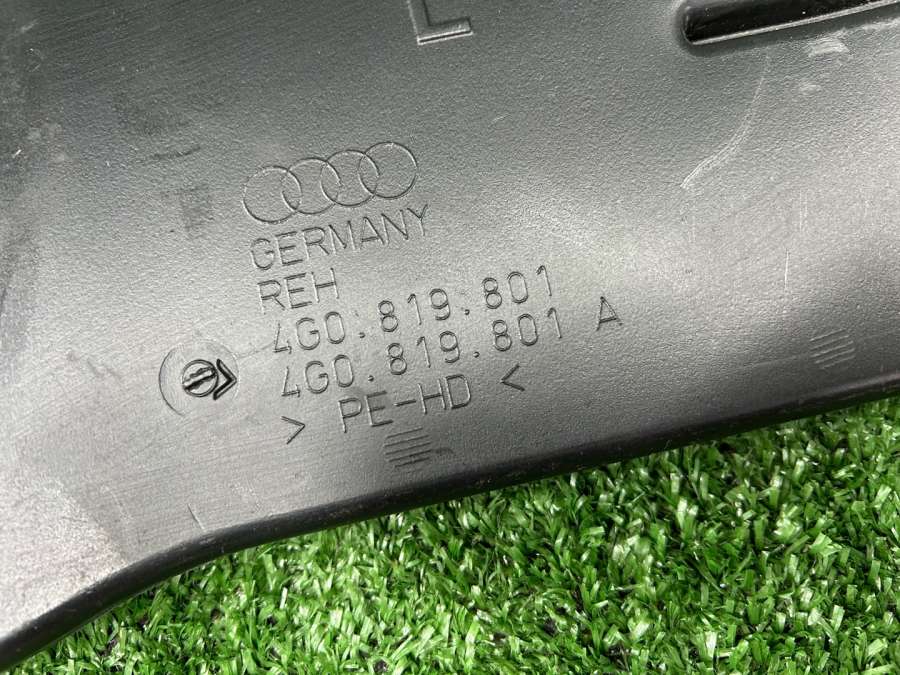 L
GERMANY
REH
4G0.819.801
4G0.819.801 A
> PE-HD <